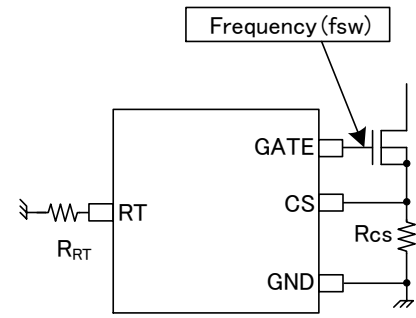 Frequency(fsw)
GATE
CS
RT
Rcs
RRT
GND